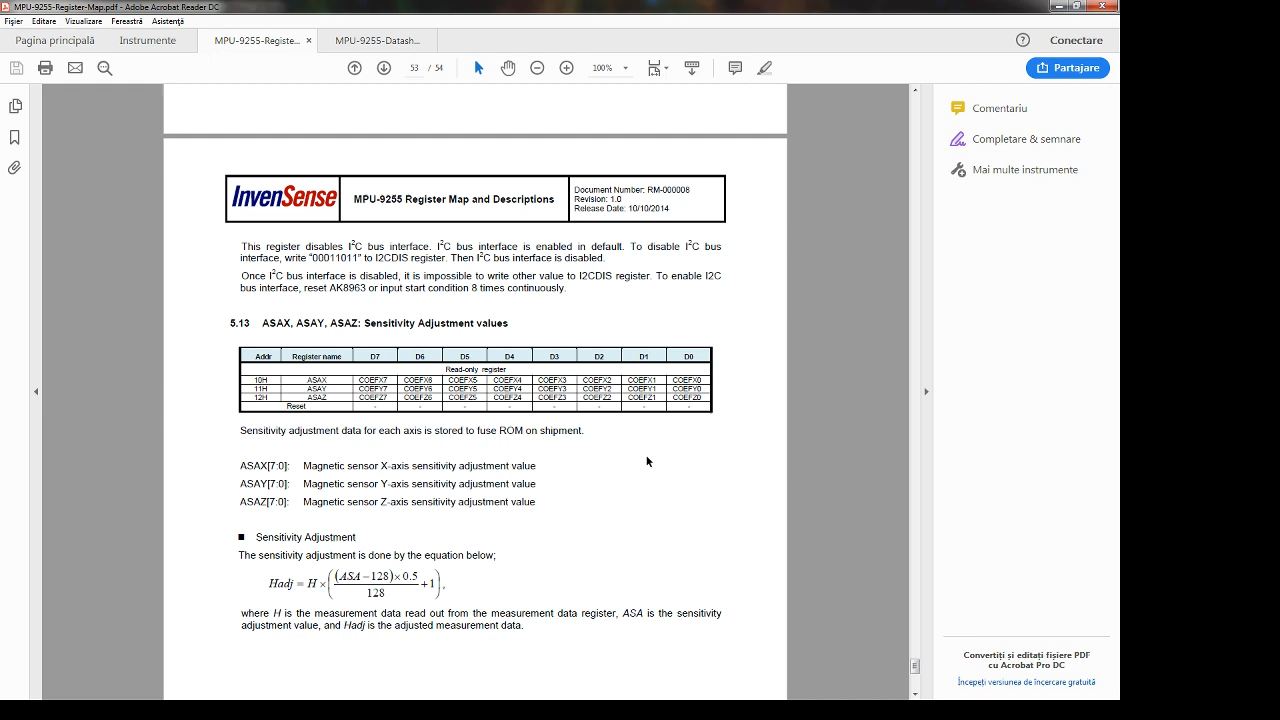 MPU-9255-Register-Map.pdf - Adobe Acrobat Reader DC
Fișier Editare Vizualizare Fereastră Asistență
Pagina principală Instrumente MPU-9255-Registe... × MPU-9255-Datash... Conectare
53 / 54 100% Partajare
Comentariu
Completare & semnare
Mai multe instrumente
InvenSense
MPU-9255 Register Map and Descriptions
Document Number: RM-000008
Revision: 1.0
Release Date: 10/10/2014
This register disables I²C bus interface. I²C bus interface is enabled in default. To disable I²C bus
interface, write “00011011” to I2CDIS register. Then I²C bus interface is disabled.
Once I²C bus interface is disabled, it is impossible to write other value to I2CDIS register. To enable I2C
bus interface, reset AK8963 or input start condition 8 times continuously.
5.13 ASAX, ASAY, ASAZ: Sensitivity Adjustment values
Addr Register name D7 D6 D5 D4 D3 D2 D1 D0
Read-only register
10H ASAX COEFX7 COEFX6 COEFX5 COEFX4 COEFX3 COEFX2 COEFX1 COEFX0
11H ASAY COEFY7 COEFY6 COEFY5 COEFY4 COEFY3 COEFY2 COEFY1 COEFY0
12H ASAZ COEFZ7 COEFZ6 COEFZ5 COEFZ4 COEFZ3 COEFZ2 COEFZ1 COEFZ0
Reset - - - - - - - -
Sensitivity adjustment data for each axis is stored to fuse ROM on shipment.
ASAX[7:0]: Magnetic sensor X-axis sensitivity adjustment value
ASAY[7:0]: Magnetic sensor Y-axis sensitivity adjustment value
ASAZ[7:0]: Magnetic sensor Z-axis sensitivity adjustment value
■ Sensitivity Adjustment
The sensitivity adjustment is done by the equation below;
Hadj = H × ( (ASA − 128) × 0.5 / 128 + 1 ),
where H is the measurement data read out from the measurement data register, ASA is the sensitivity
adjustment value, and Hadj is the adjusted measurement data.
Convertiți și editați fișiere PDF
cu Acrobat Pro DC
Începeți versiunea de încercare gratuită